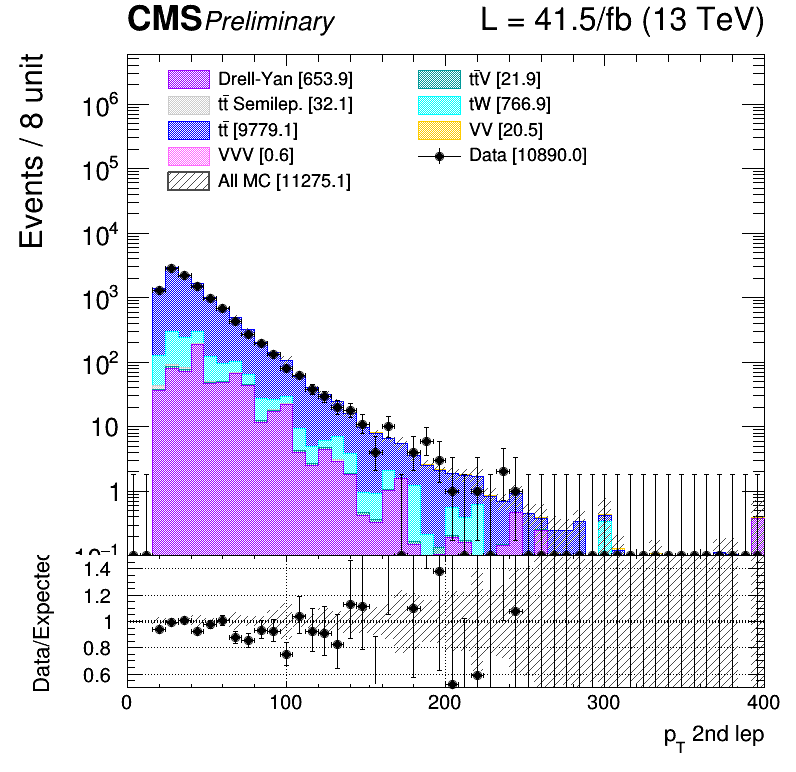 CMS Preliminary L = 41.5/fb (13 TeV)
Events / 8 unit
Drell-Yan [653.9]
tt̄ Semilep. [32.1]
tt̄ [9779.1]
VVV [0.6]
All MC [11275.1]
tt̄V [21.9]
tW [766.9]
VV [20.5]
Data [10890.0]
10⁶
10⁵
10⁴
10³
10²
10
1
10⁻¹
Data/Expected
1.4
1.2
1
0.8
0.6
0 100 200 300 400
p_T 2nd lep